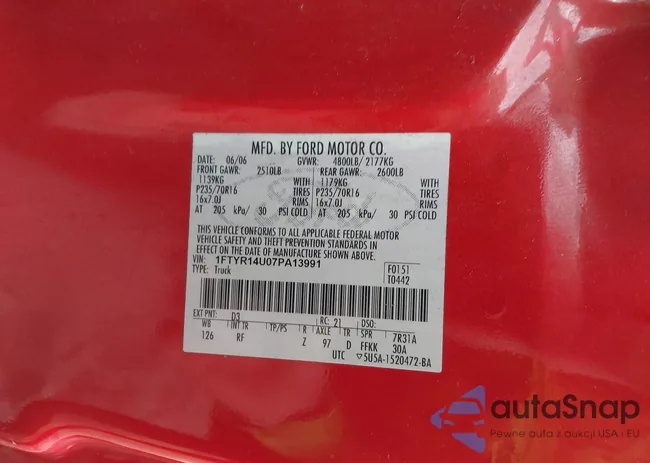 MFD. BY FORD MOTOR CO.
DATE: 06/06 GVWR: 4800LB/ 2177KG
FRONT GAWR: 2510LB REAR GAWR: 2600LB
1139KG WITH 1179KG WITH
P235/70R16 TIRES P235/70R16 TIRES
16x7.0J RIMS 16x7.0J RIMS
AT 205 kPa/ 30 PSI COLD AT 205 kPa/ 30 PSI COLD
THIS VEHICLE CONFORMS TO ALL APPLICABLE FEDERAL MOTOR
VEHICLE SAFETY AND THEFT PREVENTION STANDARDS IN
EFFECT ON THE DATE OF MANUFACTURE SHOWN ABOVE.
VIN: 1FTYR14U07PA13991 F0151
TYPE: Truck T0442
EXT PNT: D3 RC: 21 DSO:
WB INT TR TP/PS R AXLE TR SPR 7R31A
126 RF Z 97 D FFKK 30A
UTC ▽5U5A-1520472-BA
autaSnap
Pewne auta z aukcji USA i EU